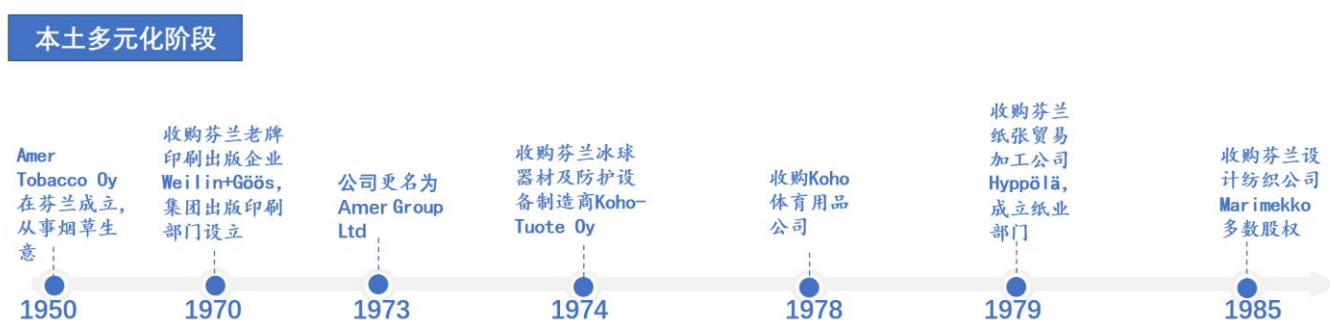 本土多元化阶段
Amer
Tobacco Oy
在芬兰成立,
从事烟草生
意
收购芬兰老牌
印刷出版企业
Weilin+Göös,
集团出版印刷
部门设立
公司更名为
Amer Group
Ltd
收购芬兰冰球
器材及防护设
备制造商Koho-
Tuote Oy
收购Koho
体育用品
公司
收购芬兰
纸张贸易
加工公司
Hyppölä,
成立纸业
部门
收购芬兰设
计纺织公司
Marimekko
多数股权
1950
1970
1973
1974
1978
1979
1985